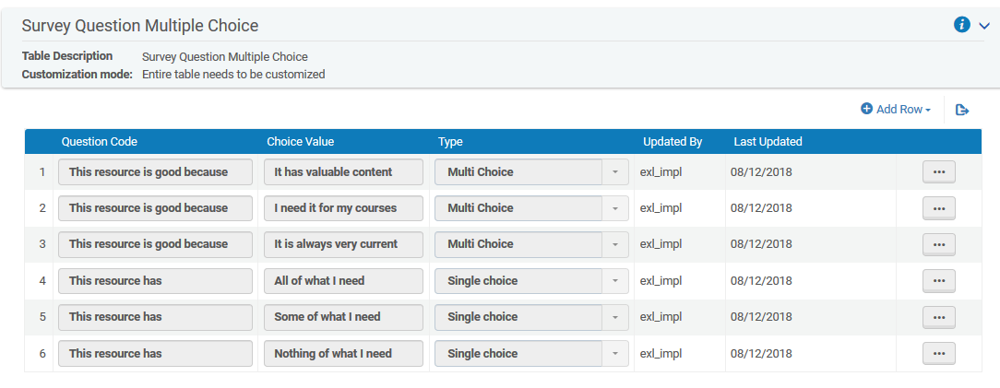 Survey Question Multiple Choice
Table Description Survey Question Multiple Choice
Customization mode: Entire table needs to be customized
Add Row
Question Code Choice Value Type Updated By Last Updated
1 This resource is good because It has valuable content Multi Choice exl_impl 08/12/2018
2 This resource is good because I need it for my courses Multi Choice exl_impl 08/12/2018
3 This resource is good because It is always very current Multi Choice exl_impl 08/12/2018
4 This resource has All of what I need Single choice exl_impl 08/12/2018
5 This resource has Some of what I need Single choice exl_impl 08/12/2018
6 This resource has Nothing of what I need Single choice exl_impl 08/12/2018